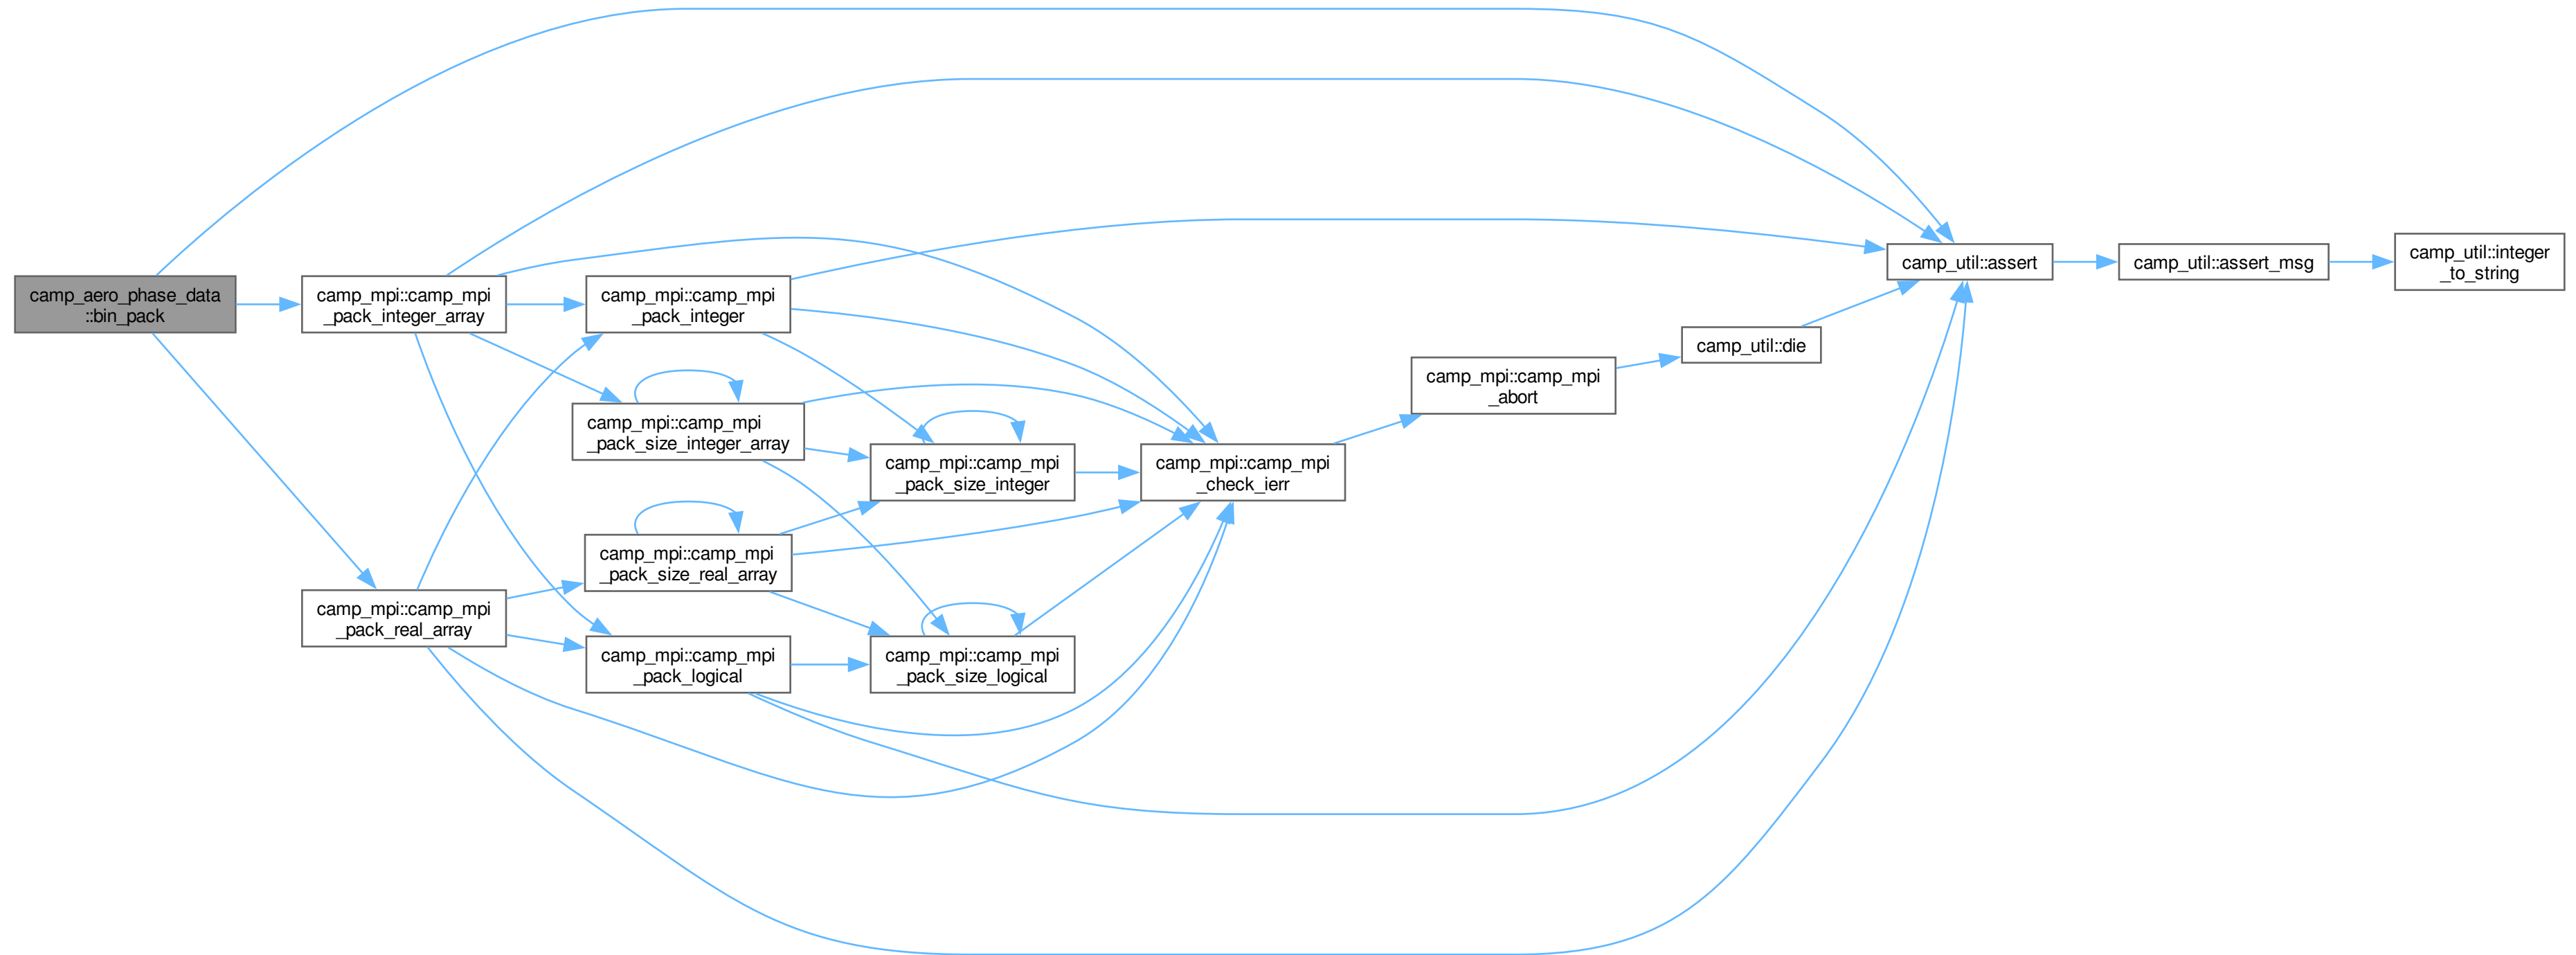 camp_aero_phase_data
::bin_pack
camp_mpi::camp_mpi
_pack_integer_array
camp_mpi::camp_mpi
_pack_real_array
camp_mpi::camp_mpi
_pack_integer
camp_mpi::camp_mpi
_pack_size_integer_array
camp_mpi::camp_mpi
_pack_size_real_array
camp_mpi::camp_mpi
_pack_logical
camp_mpi::camp_mpi
_pack_size_integer
camp_mpi::camp_mpi
_pack_size_logical
camp_mpi::camp_mpi
_check_ierr
camp_mpi::camp_mpi
_abort
camp_util::die
camp_util::assert
camp_util::assert_msg
camp_util::integer
_to_string